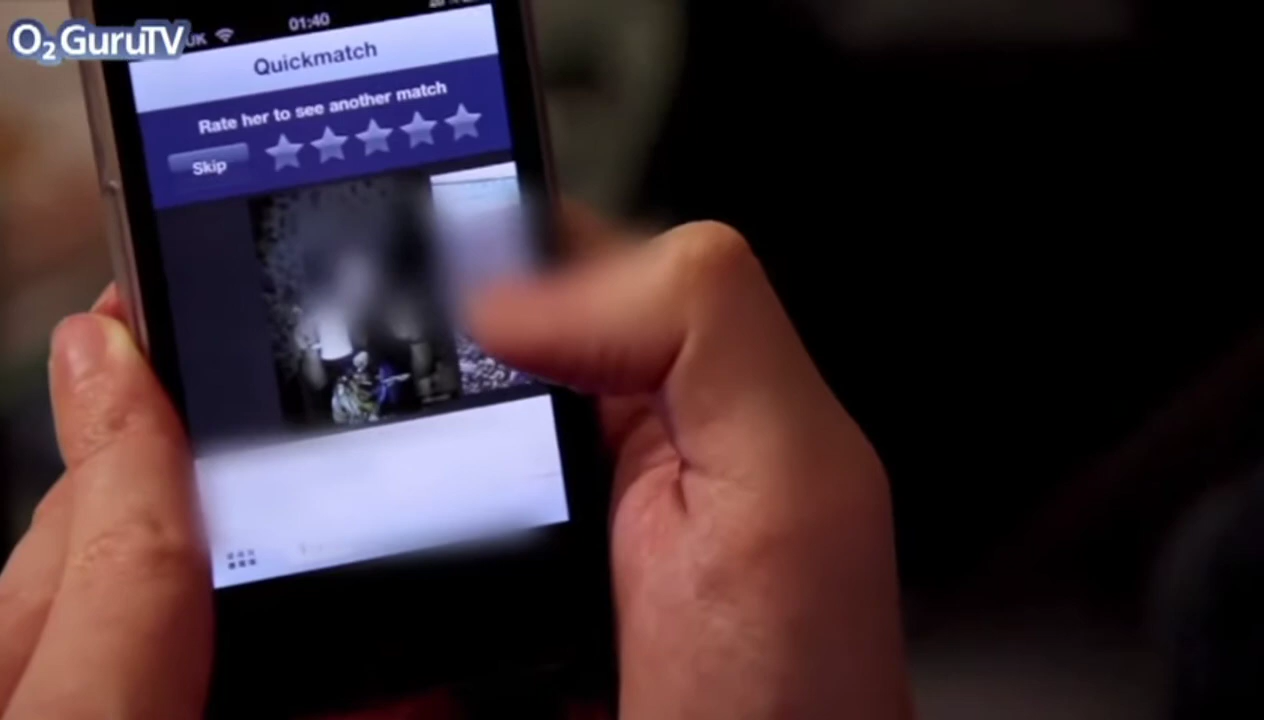 O2 GuruTV
UK 01:40
Quickmatch
Rate her to see another match
Skip